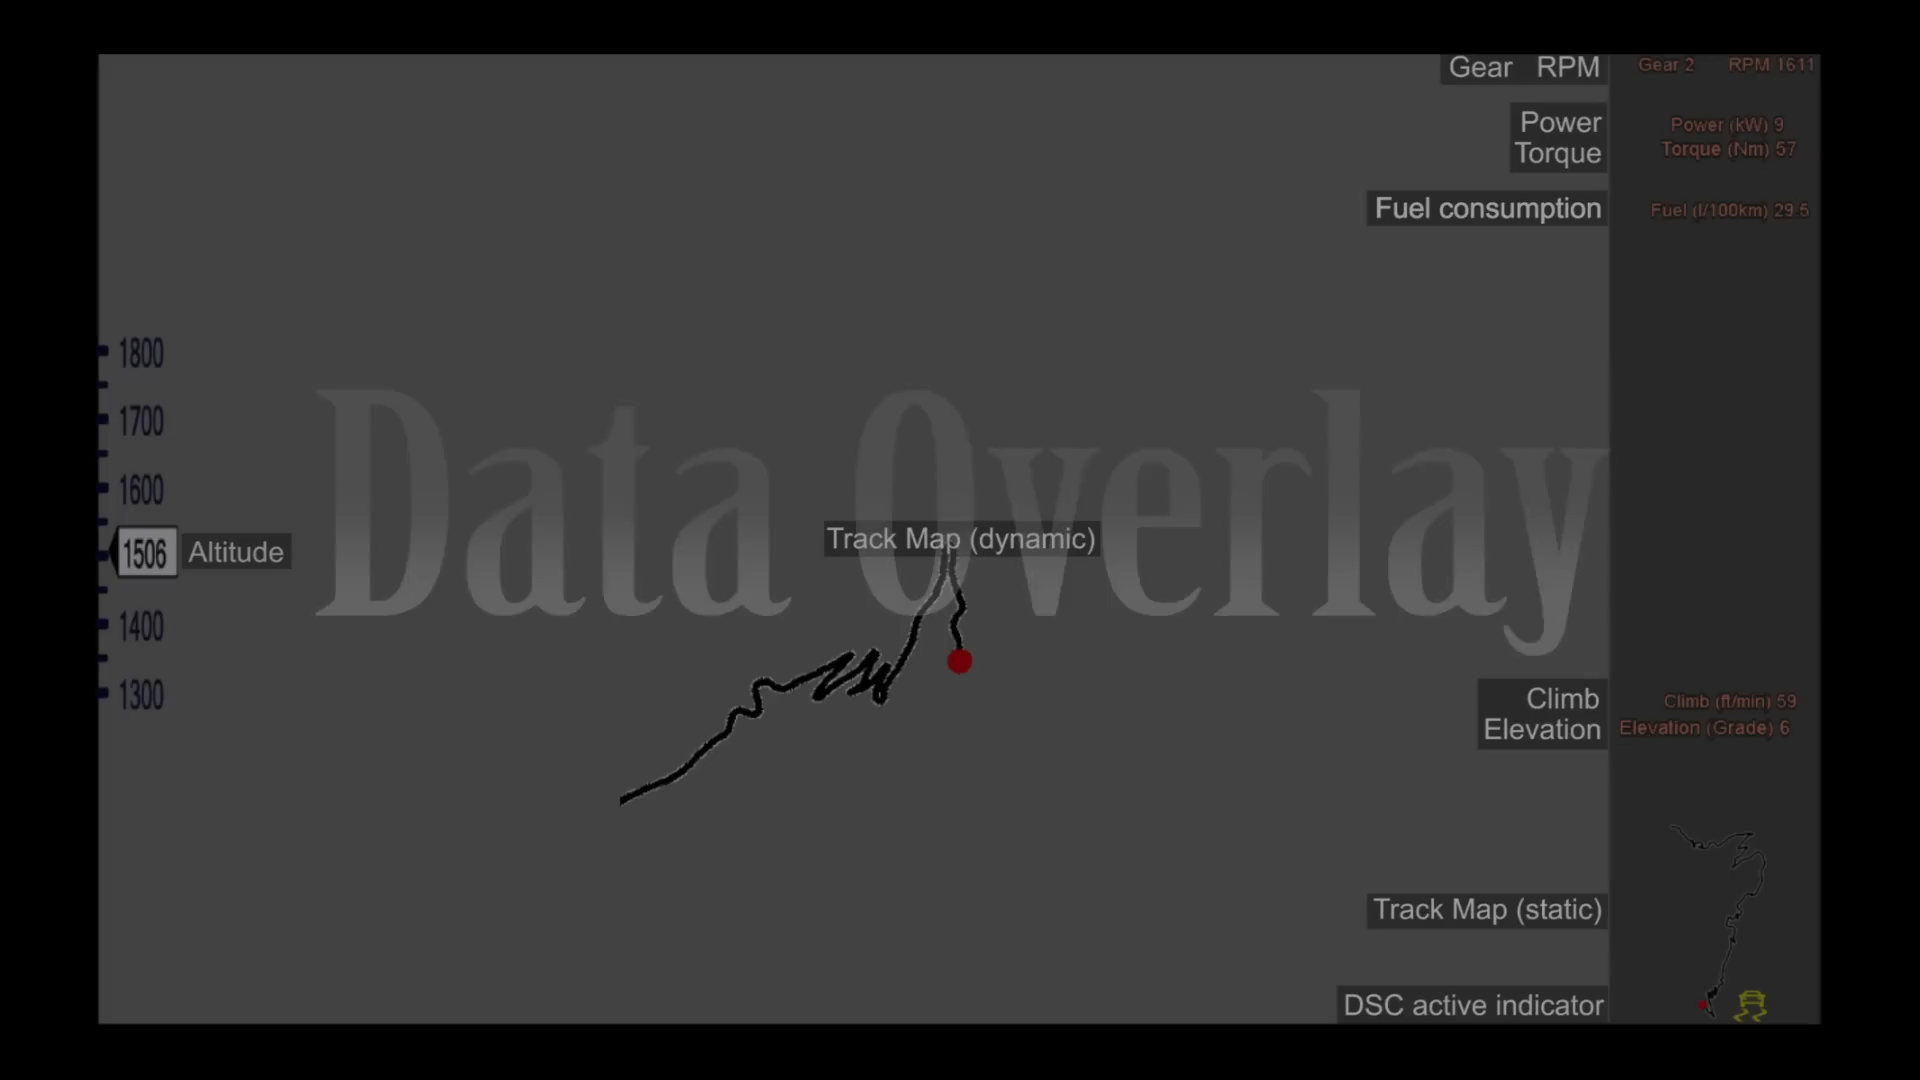 Gear RPM
Gear 2 RPM 1611
Power
Torque
Power (kW) 9
Torque (Nm) 57
Fuel consumption
Fuel (l/100km) 29.5
1800
1700
1600
1506
Altitude
1400
1300
Data Overlay
Track Map (dynamic)
Climb
Elevation
Climb (ft/min) 59
Elevation (Grade) 6
Track Map (static)
DSC active indicator